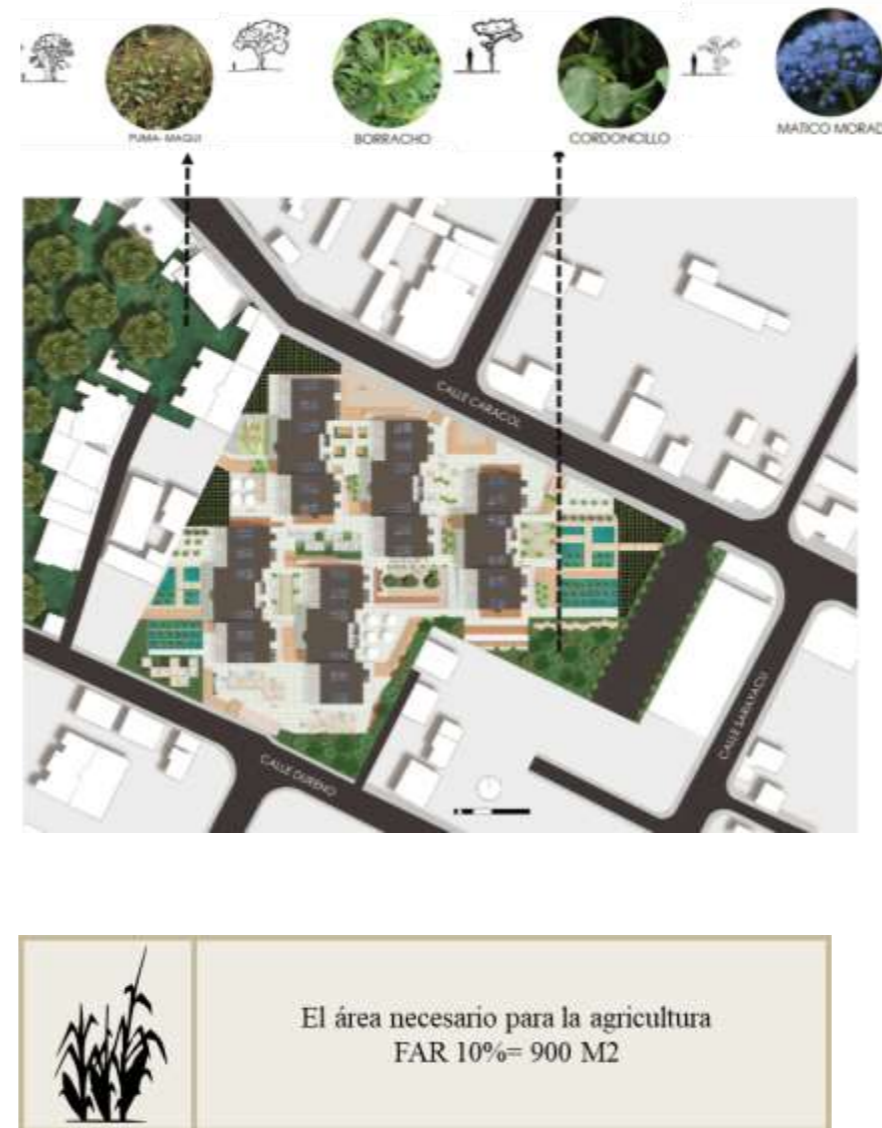 PUMA- MAQUI
BORRACHO
CORDONCILLO
MATICO MORAD
CALLE CARACOL
CALLE SARAYACU
CALLE DURENO
El área necesario para la agricultura
FAR 10%= 900 M2